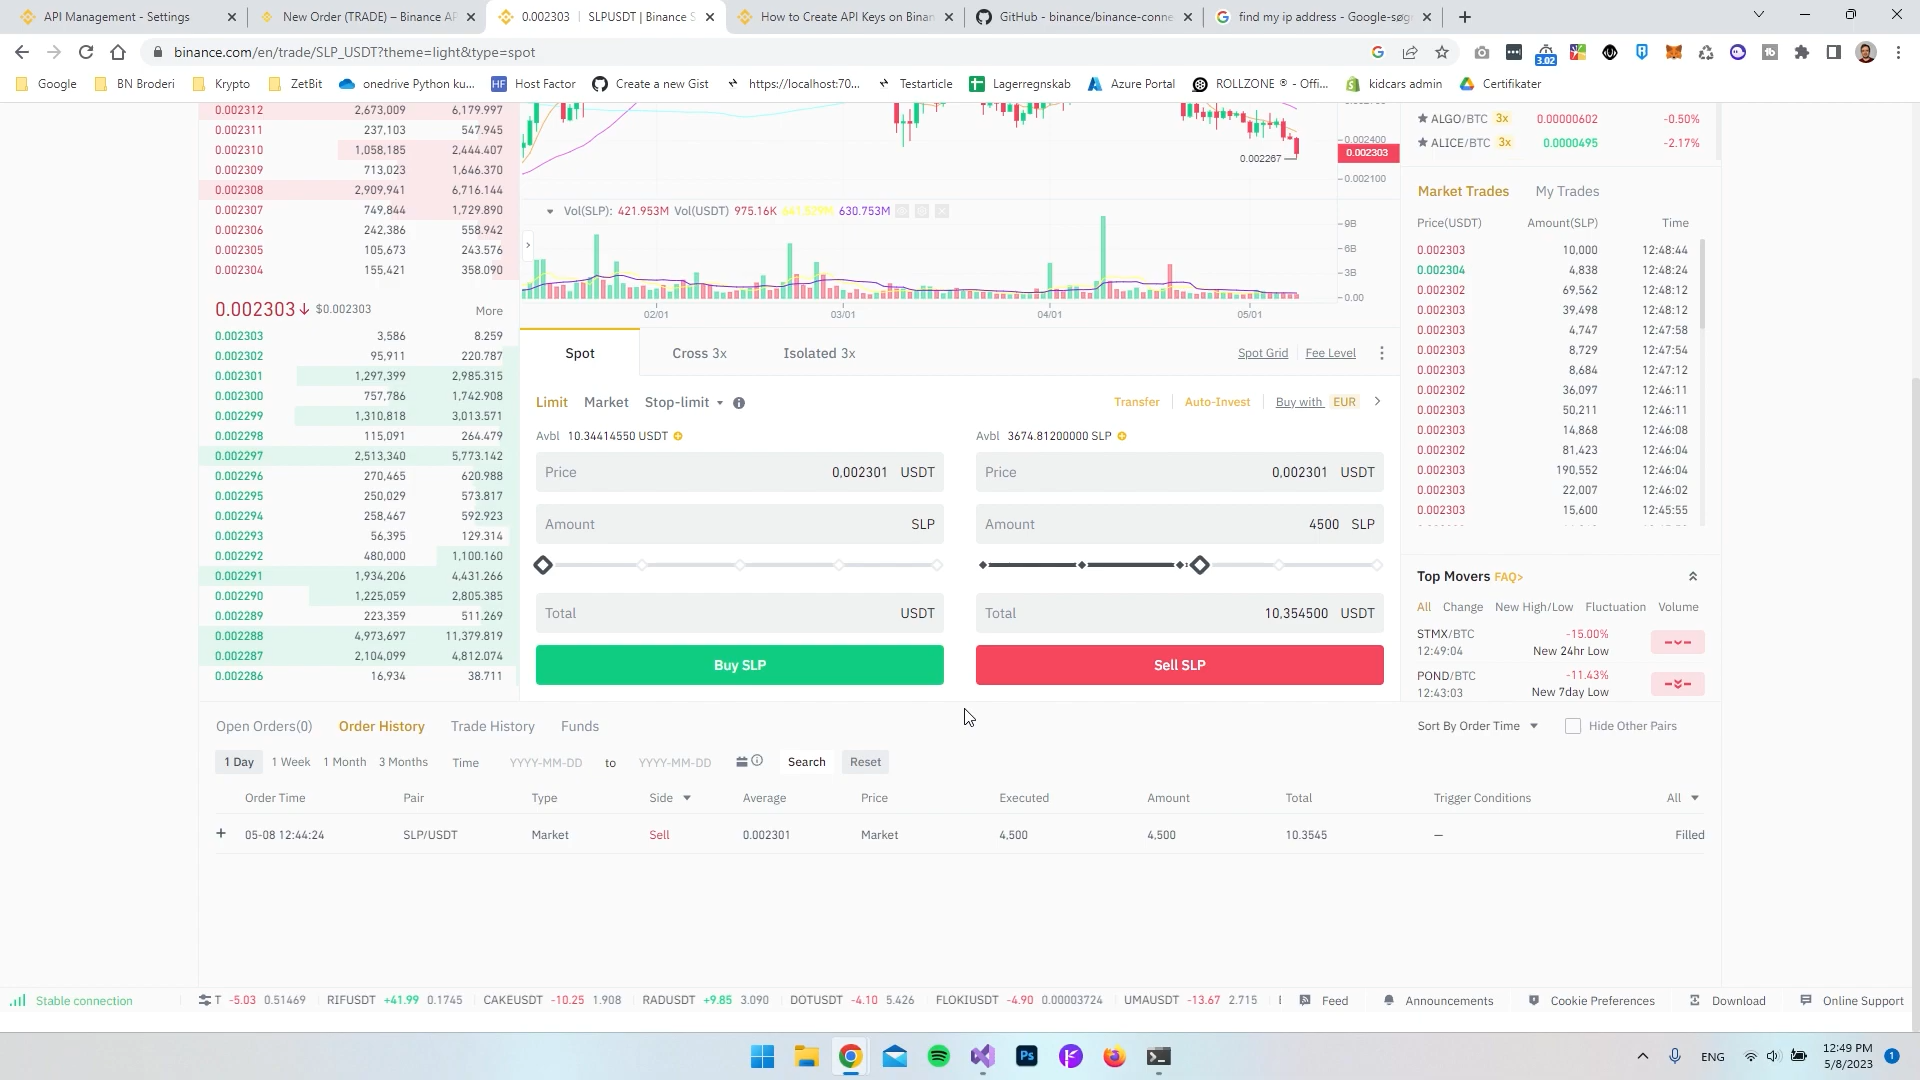 API Management - Settings
New Order (TRADE) – Binance AP
0.002303 | SLPUSDT | Binance S
How to Create API Keys on Binan
GitHub - binance/binance-conne
find my ip address - Google-søgn
binance.com/en/trade/SLP_USDT?theme=light&type=spot
3.02
Google
BN Broderi
Krypto
ZetBit
onedrive Python ku...
Host Factor
Create a new Gist
https://localhost:70...
Testarticle
Lagerregnskab
Azure Portal
ROLLZONE ® - Offi...
kidcars admin
Certifikater
0.002312 2,673,009 6,179.997
0.002311 237,103 547.945
0.002310 1,058,185 2,444.407
0.002309 713,023 1,646.370
0.002308 2,909,941 6,716.144
0.002307 749,844 1,729.890
0.002306 242,386 558.942
0.002305 105,673 243.576
0.002304 155,421 358.090
0.002303 $0.002303 More
0.002303 3,586 8.259
0.002302 95,911 220.787
0.002301 1,297,399 2,985.315
0.002300 757,786 1,742.908
0.002299 1,310,818 3,013.571
0.002298 115,091 264.479
0.002297 2,513,340 5,773.142
0.002296 270,465 620.988
0.002295 250,029 573.817
0.002294 258,467 592.923
0.002293 56,395 129.314
0.002292 480,000 1,100.160
0.002291 1,934,206 4,431.266
0.002290 1,225,059 2,805.385
0.002289 223,359 511.269
0.002288 4,973,697 11,379.819
0.002287 2,104,099 4,812.074
0.002286 16,934 38.711
0.002400
0.002303
0.002267
0.002100
Vol(SLP): 421.953M Vol(USDT) 975.16K 641.529M 630.753M
9B
6B
3B
0.00
02/01 03/01 04/01 05/01
Spot Cross 3x Isolated 3x Spot Grid Fee Level
Limit Market Stop-limit Transfer Auto-Invest Buy with EUR
Avbl 10.34414550 USDT
Price 0,002301 USDT
Amount SLP
Total USDT
Buy SLP
Avbl 3674.81200000 SLP
Price 0,002301 USDT
Amount 4500 SLP
Total 10,354500 USDT
Sell SLP
ALGO/BTC 3x 0.00000602 -0.50%
ALICE/BTC 3x 0.0000495 -2.17%
Market Trades My Trades
Price(USDT) Amount(SLP) Time
0.002303 10,000 12:48:44
0.002304 4,838 12:48:24
0.002302 69,562 12:48:12
0.002303 39,498 12:48:12
0.002303 4,747 12:47:58
0.002303 8,729 12:47:54
0.002303 8,684 12:47:12
0.002302 36,097 12:46:11
0.002303 50,211 12:46:11
0.002303 14,868 12:46:08
0.002302 81,423 12:46:04
0.002303 190,552 12:46:04
0.002303 22,007 12:46:02
0.002303 15,600 12:45:55
Top Movers FAQ>
All Change New High/Low Fluctuation Volume
STMX/BTC -15.00%
12:49:04 New 24hr Low
POND/BTC -11.43%
12:43:03 New 7day Low
Open Orders(0) Order History Trade History Funds Sort By Order Time Hide Other Pairs
1 Day 1 Week 1 Month 3 Months Time YYYY-MM-DD to YYYY-MM-DD Search Reset
Order Time Pair Type Side Average Price Executed Amount Total Trigger Conditions All
+ 05-08 12:44:24 SLP/USDT Market Sell 0.002301 Market 4,500 4,500 10.3545 — Filled
Stable connection T -5.03 0.51469 RIFUSDT +41.99 0.1745 CAKEUSDT -10.25 1.908 RADUSDT +9.85 3.090 DOTUSDT -4.10 5.426 FLOKIUSDT -4.90 0.00003724 UMAUSDT -13.67 2.715 Feed Announcements Cookie Preferences Download Online Support
ENG
12:49 PM
5/8/2023
1